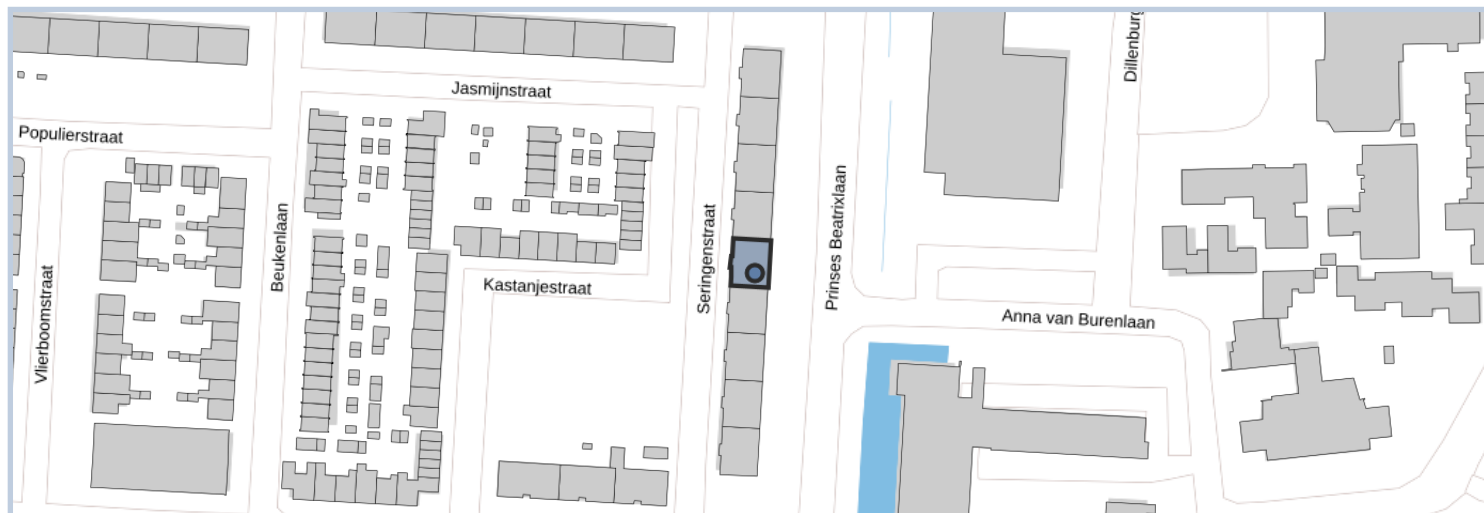 Jasmijnstraat
Populierstraat
Dillenburg
Prinses Beatrixlaan
Seringenstraat
Beukenlaan
Kastanjestraat
Anna van Burenlaan
Vlierboomstraat